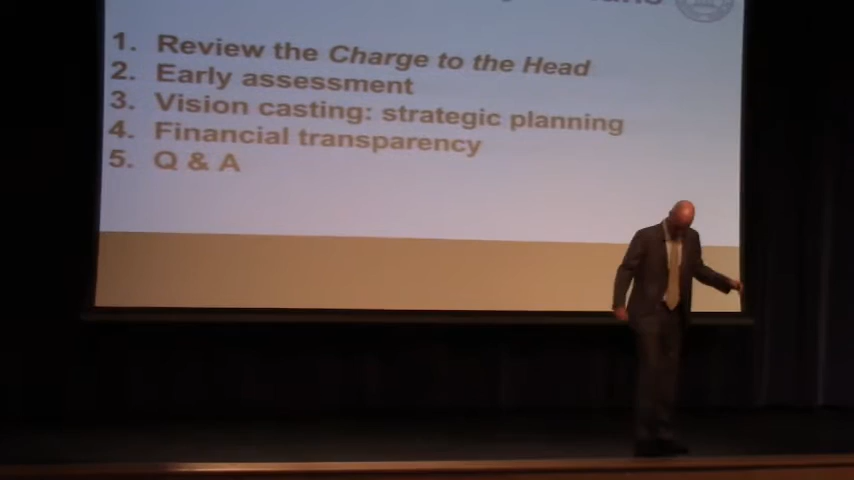 1. Review the Charge to the Head
2. Early assessment
3. Vision casting: strategic planning
4. Financial transparency
5. Q & A